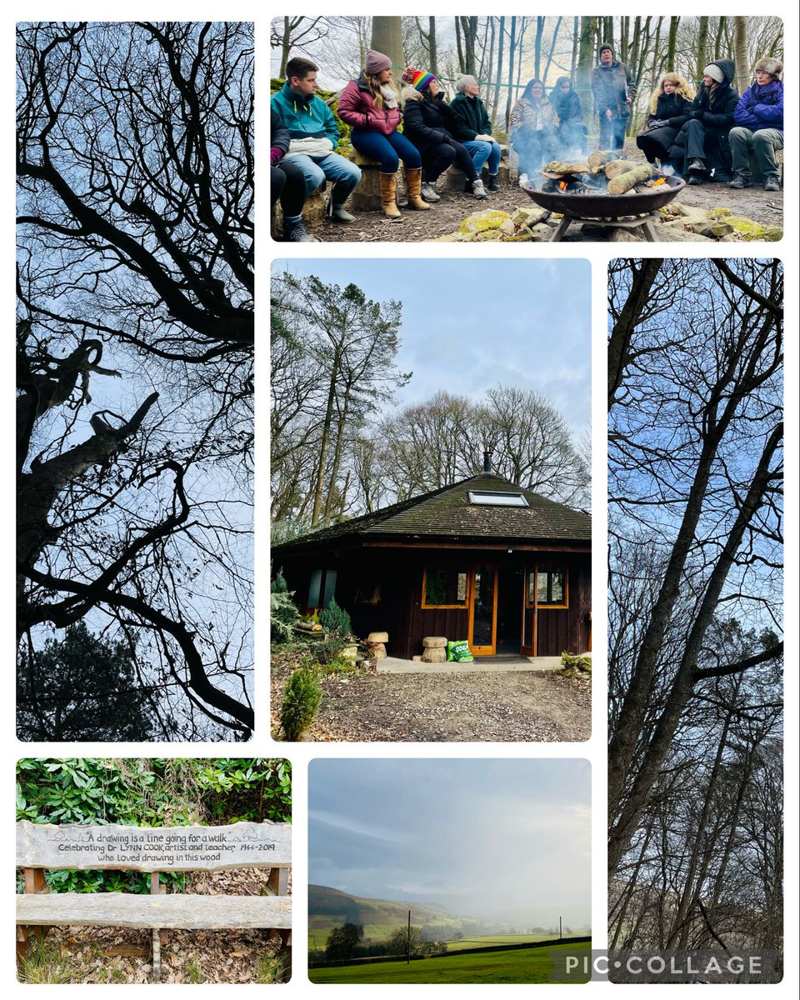 "A drawing is a line going for a walk"
Celebrating Dr LYNN COOK, artist and teacher, 1944-2019
who loved drawing in this wood
PIC•COLLAGE